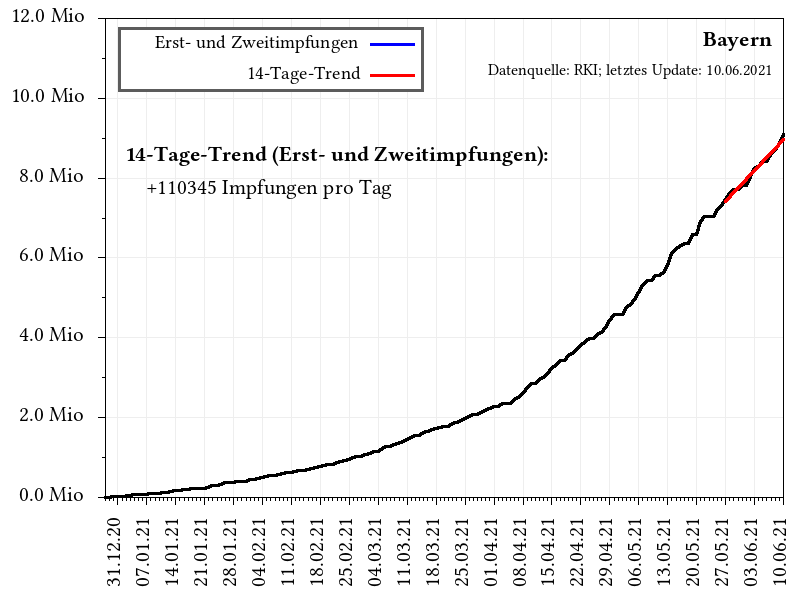 12.0 Mio
10.0 Mio
8.0 Mio
6.0 Mio
4.0 Mio
2.0 Mio
0.0 Mio
Erst- und Zweitimpfungen
14-Tage-Trend
Bayern
Datenquelle: RKI; letztes Update: 10.06.2021
14-Tage-Trend (Erst- und Zweitimpfungen):
+110345 Impfungen pro Tag
31.12.20
07.01.21
14.01.21
21.01.21
28.01.21
04.02.21
11.02.21
18.02.21
25.02.21
04.03.21
11.03.21
18.03.21
25.03.21
01.04.21
08.04.21
15.04.21
22.04.21
29.04.21
06.05.21
13.05.21
20.05.21
27.05.21
03.06.21
10.06.21